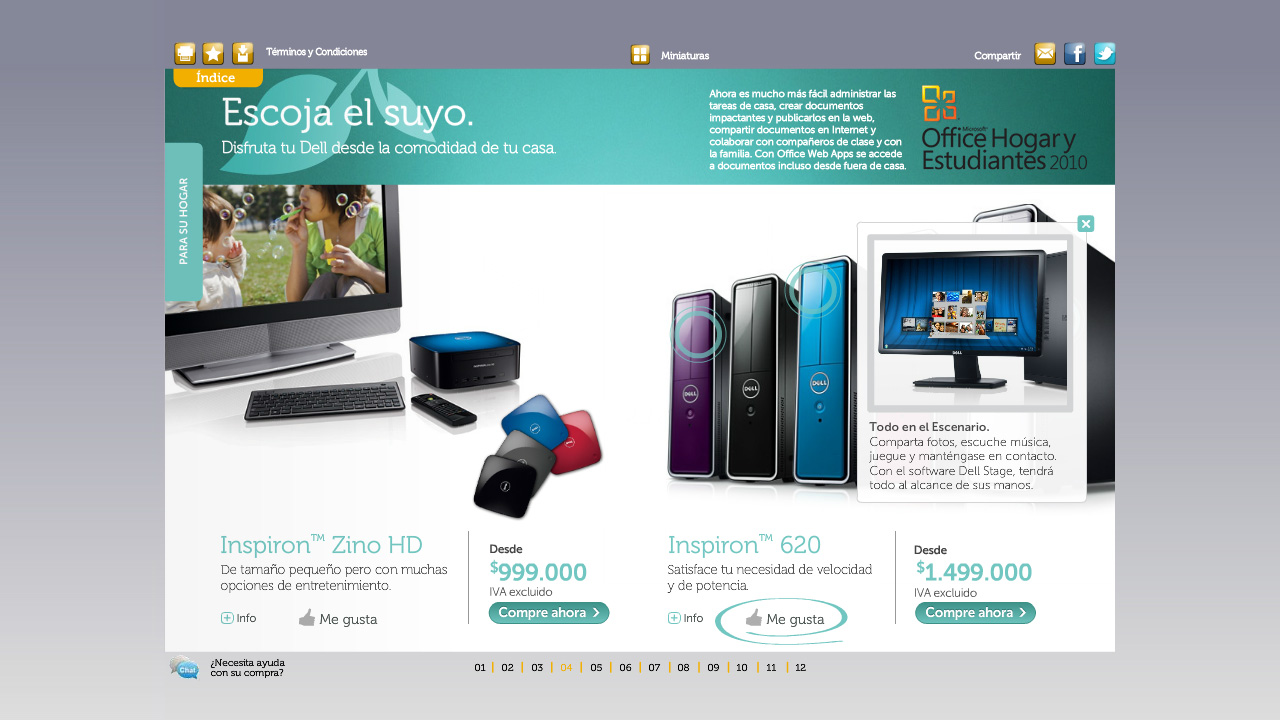 Términos y Condiciones
Miniaturas
Compartir
Índice
Escoja el suyo.
Disfruta tu Dell desde la comodidad de tu casa.
Ahora es mucho más fácil administrar las
tareas de casa, crear documentos
impactantes y publicarlos en la web,
compartir documentos en Internet y
colaborar con compañeros de clase y con
la familia. Con Office Web Apps se accede
a documentos incluso desde fuera de casa.
Microsoft®
Office Hogar y
Estudiantes 2010
PARA SU HOGAR
DELL
DELL
DELL
DELL
Todo en el Escenario.
Comparta fotos, escuche música,
juegue y manténgase en contacto.
Con el software Dell Stage, tendrá
todo al alcance de sus manos.
Inspiron™ Zino HD
De tamaño pequeño pero con muchas
opciones de entretenimiento.
Info
Me gusta
Desde
$999.000
IVA excluido
Compre ahora
Inspiron™ 620
Satisface tu necesidad de velocidad
y de potencia.
Info
Me gusta
Desde
$1.499.000
IVA excluido
Compre ahora
Chat
¿Necesita ayuda
con su compra?
01 | 02 | 03 | 04 | 05 | 06 | 07 | 08 | 09 | 10 | 11 | 12